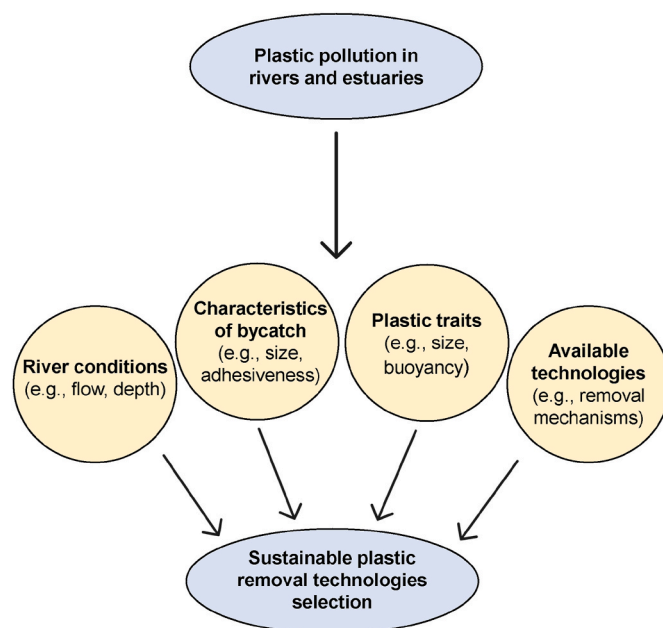 Plastic pollution in
rivers and estuaries
River conditions
(e.g., flow, depth)
Characteristics
of bycatch
(e.g., size,
adhesiveness)
Plastic traits
(e.g., size,
buoyancy)
Available
technologies
(e.g., removal
mechanisms)
Sustainable plastic
removal technologies
selection